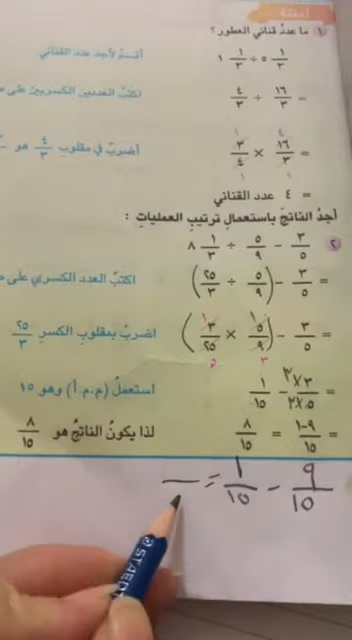 أمثلة
١ ما عددُ قناني العطور؟
٥ ١/٣ ÷ ١ ١/٣ أقسمُ لأجد عدد القناني
= ١٦/٣ ÷ ٤/٣ اكتبُ العددين الكسريين على
= ١٦/٣ × ٣/٤ أضربُ في مقلوبِ ٤/٣ هو
= ٤ عدد القناني
أجدُ الناتجَ باستعمالِ ترتيبِ العملياتِ :
٢ ٣/٥ − ٥/٩ ÷ ٨ ١/٣
= ٣/٥ − (٥/٩ ÷ ٢٥/٣) اكتبُ العدد الكسري على
= ٣/٥ − (٥/٩ × ٣/٢٥) اضربُ بمقلوبِ الكسرِ ٢٥/٣
٣×٣/٣×٥ − ١/١٥ استعملُ (م.م.أ) وهو ١٥
= ٩-١/١٥ = ٨/١٥ لذا يكونُ الناتجُ هو ٨/١٥
٩/١٥ − ١/١٥ = —
STAEDT